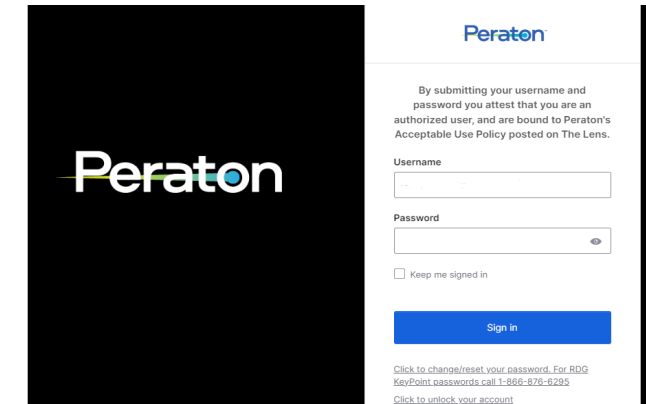 Peraton
Peraton
By submitting your username and
password you attest that you are an
authorized user, and are bound to Peraton's
Acceptable Use Policy posted on The Lens.
Username
Password
Keep me signed in
Sign in
Click to change/reset your password. For RDG
KeyPoint passwords call 1-866-876-6295
Click to unlock your account